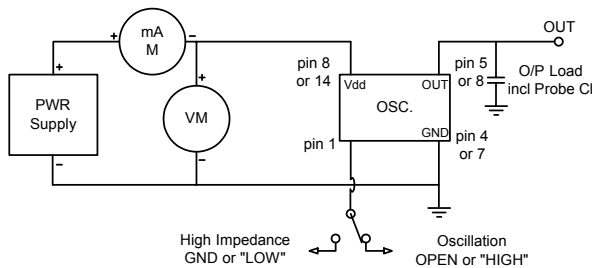 mA
M
+
-
OUT
+
+
pin 8
or 14
Vdd
OUT
OSC.
GND
pin 5
or 8
O/P Load
incl Probe Cl
PWR
Supply
VM
pin 1
pin 4
or 7
-
-
High Impedance
GND or "LOW"
Oscillation
OPEN or "HIGH"